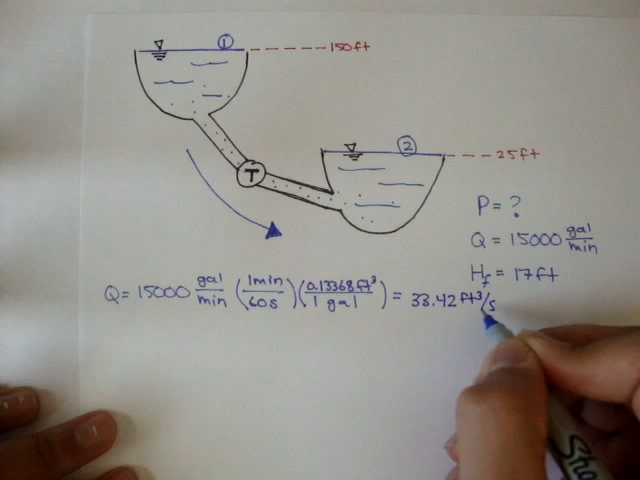 1
150ft
2
25ft
T
P = ?
Q = 15000 gal/min
Hf = 17ft
Q = 15000 gal/min (1min/60s)(0.13368ft³/1 gal) = 33.42 ft³/s
Sha